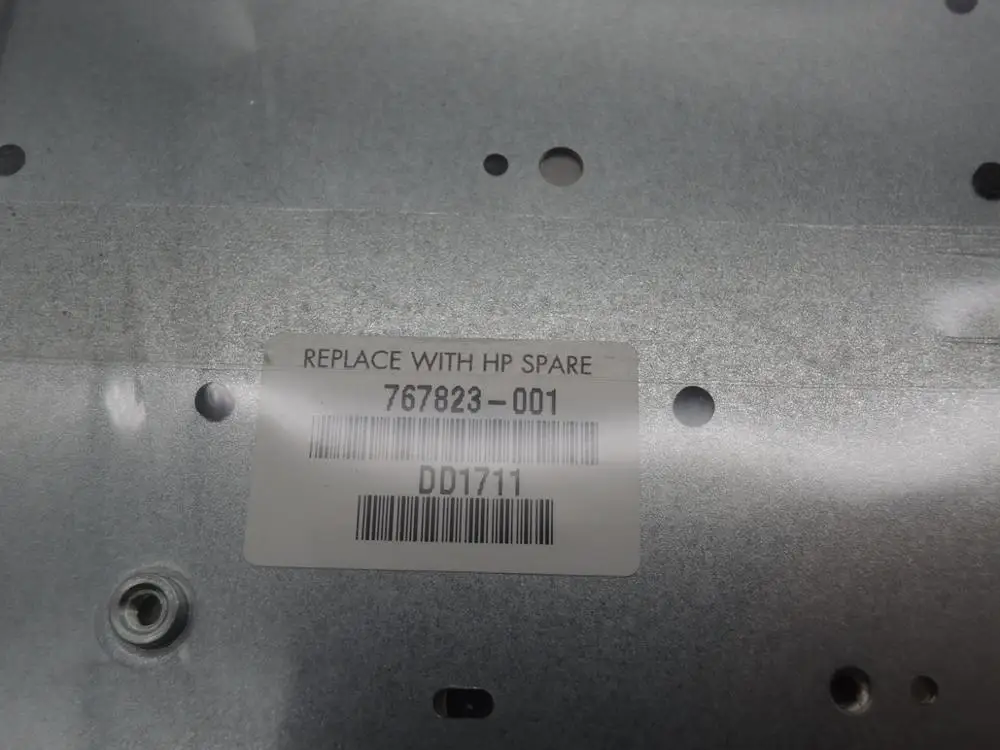 REPLACE WITH HP SPARE
767823-001
DD1711